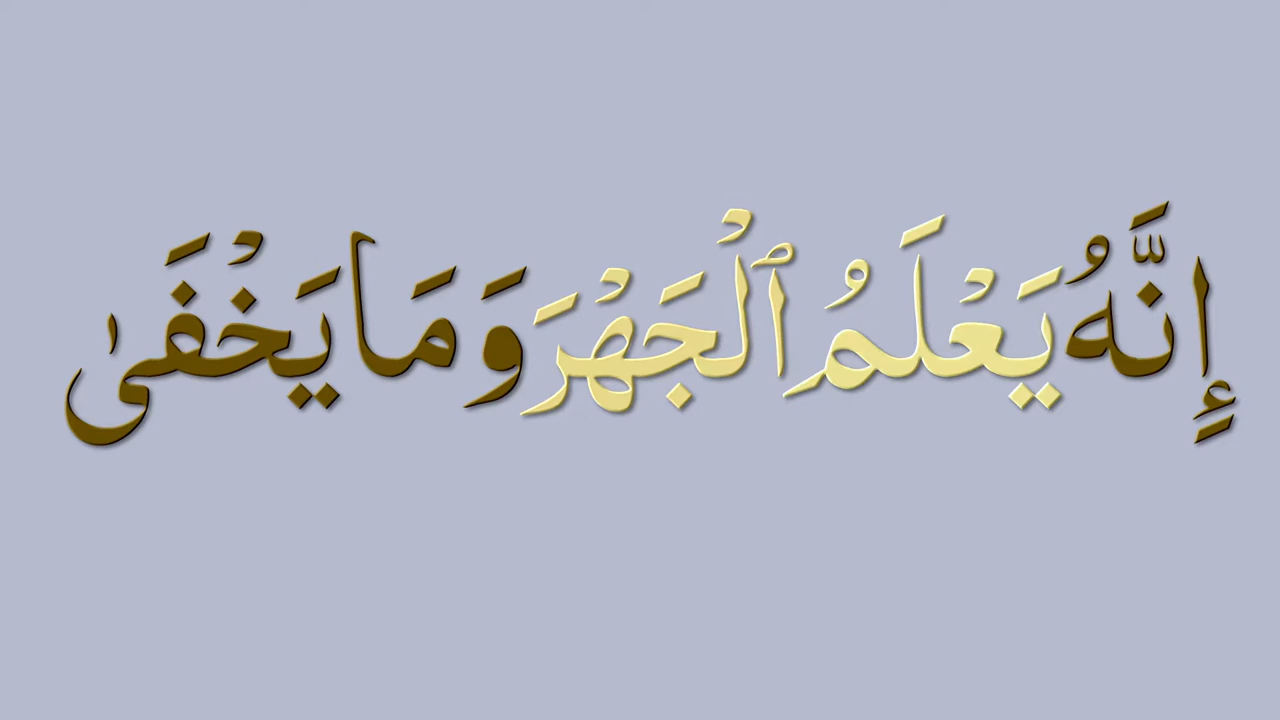 إِنَّهُ يَعْلَمُ ٱلْجَهْرَ وَمَا يَخْفَىٰ